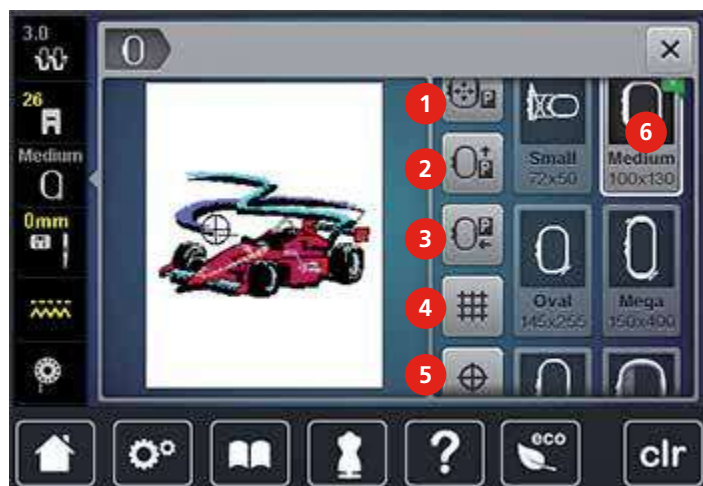 3.0
26
Medium
0mm
1
2
3
4
5
6
P
P
P
Small
72x50
Medium
100x130
Oval
145x255
Mega
150x400
eco
clr